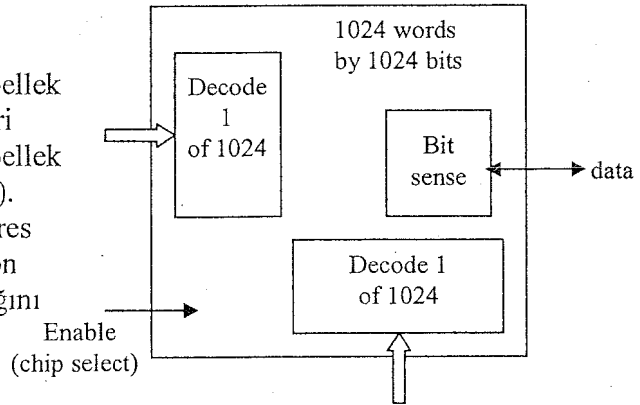 1024 words
by 1024 bits
ellek
ri
ellek
).
res
on
ğını
Decode
1
of 1024
Bit
sense
data
Decode 1
of 1024
Enable
(chip select)